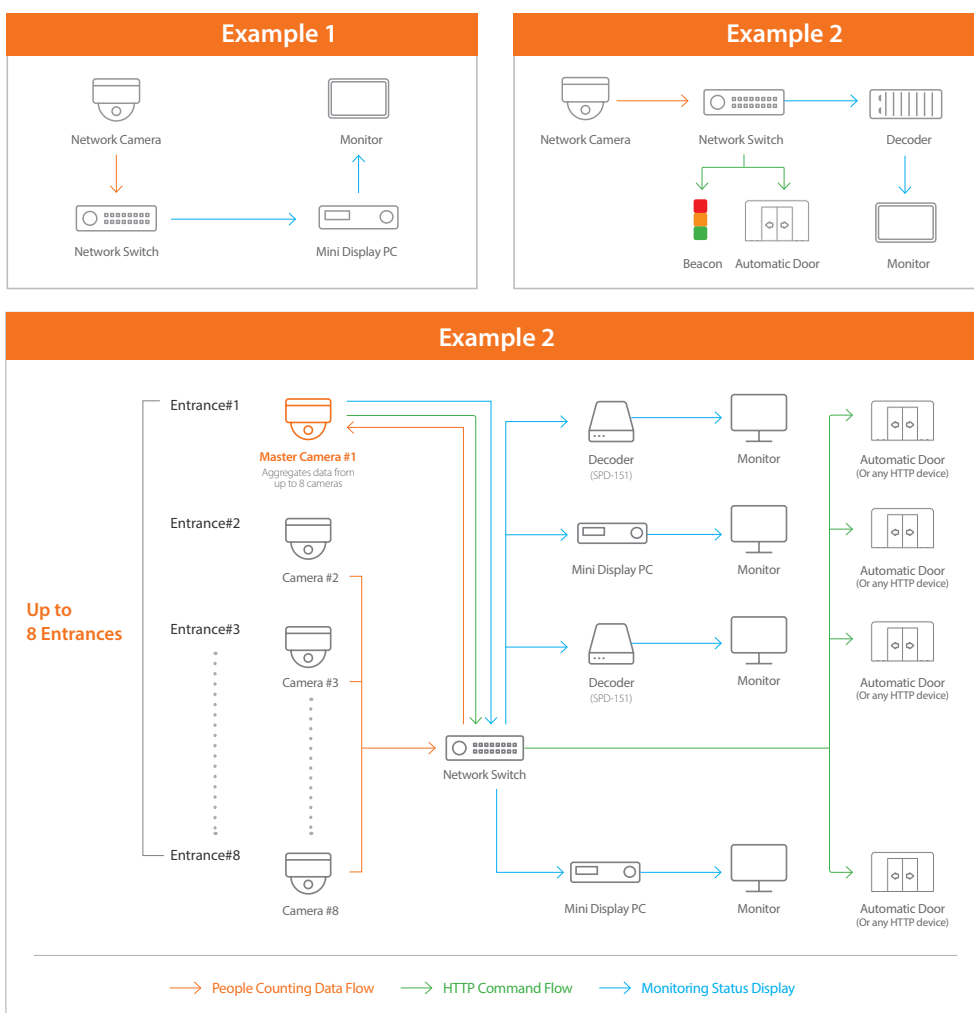 Example 1
Network Camera
Monitor
Network Switch
Mini Display PC
Example 2
Network Camera
Network Switch
Decoder
Beacon
Automatic Door
Monitor
Example 2
Up to
8 Entrances
Entrance#1
Master Camera #1
Aggregates data from
up to 8 cameras
Decoder
(SPD-151)
Monitor
Automatic Door
(Or any HTTP device)
Entrance#2
Camera #2
Mini Display PC
Monitor
Automatic Door
(Or any HTTP device)
Entrance#3
Camera #3
Decoder
(SPD-151)
Monitor
Automatic Door
(Or any HTTP device)
Network Switch
Entrance#8
Camera #8
Mini Display PC
Monitor
Automatic Door
(Or any HTTP device)
People Counting Data Flow
HTTP Command Flow
Monitoring Status Display